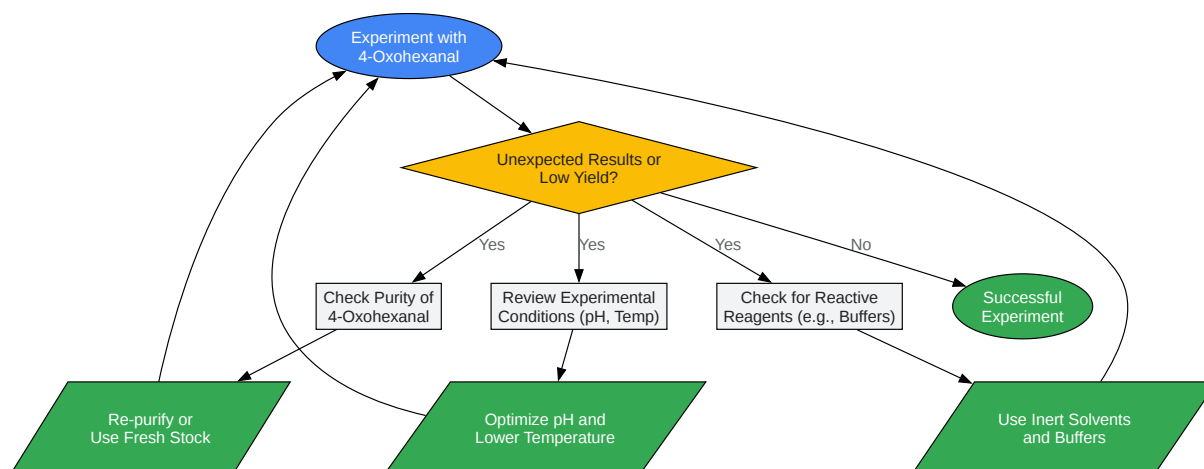 Experiment with
4-Oxohexanal
Unexpected Results or
Low Yield?
Yes
Yes
Yes
No
Check Purity of
4-Oxohexanal
Review Experimental
Conditions (pH, Temp)
Check for Reactive
Reagents (e.g., Buffers)
Successful
Experiment
Re-purify or
Use Fresh Stock
Optimize pH and
Lower Temperature
Use Inert Solvents
and Buffers